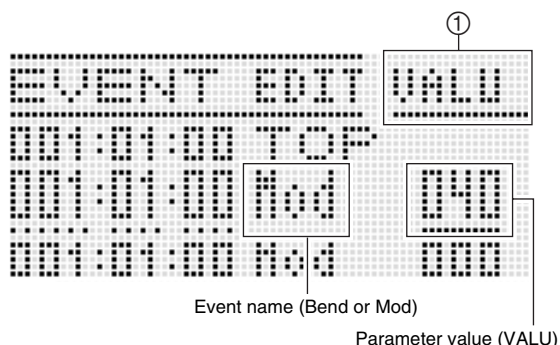 ①
EVENT EDIT VALU
001:01:00 TOP
001:01:00 Mod 040
001:01:00 Mod 000
Event name (Bend or Mod)
Parameter value (VALU)